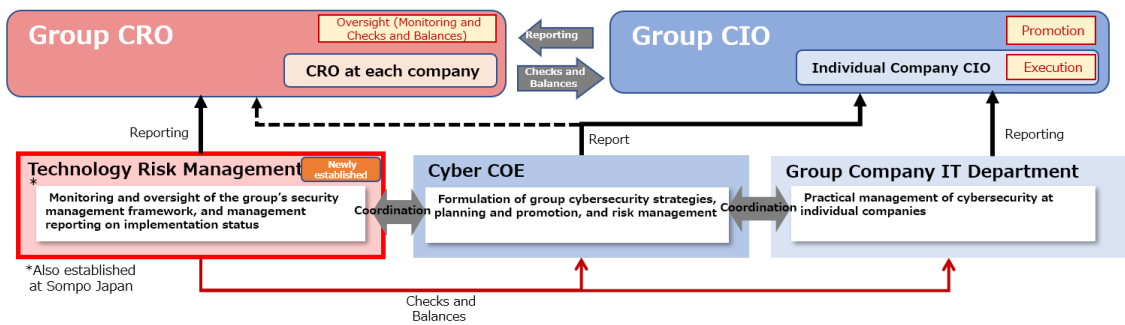 Group CRO
Oversight (Monitoring and
Checks and Balances)
CRO at each company
Reporting
Checks and
Balances
Group CIO
Promotion
Individual Company CIO
Execution
Reporting
Report
Reporting
Technology Risk Management
*
Newly
established
Monitoring and oversight of the group's security
management framework, and management
reporting on implementation status
Coordination
Cyber COE
Formulation of group cybersecurity strategies,
planning and promotion, and risk management
Coordination
Group Company IT Department
Practical management of cybersecurity at
individual companies
*Also established
at Sompo Japan
Checks and
Balances